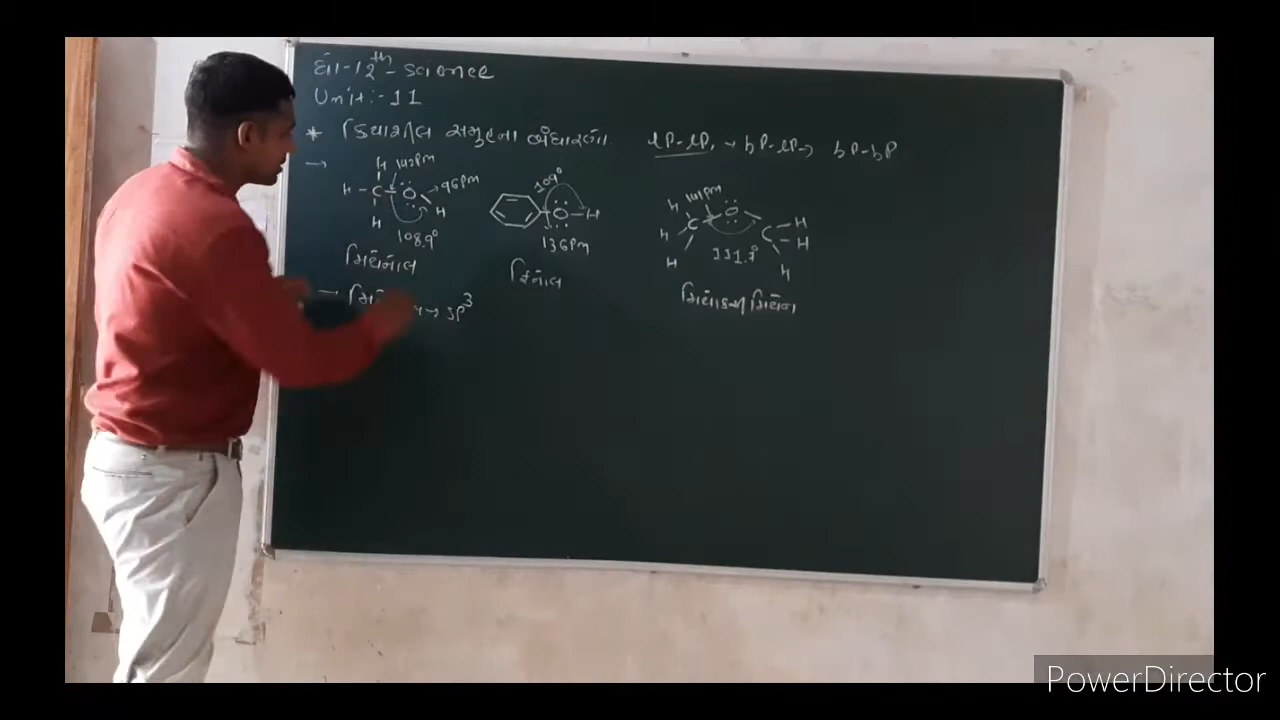 ધો-12th- science
Unit:- 11
* ક્રિયાશીલ સમુહના બંધારણો. lP-lP. → bP-lP → bP-bP
→
H 142pm
H - C - O → 96pm
H H
108.9°
મિથેનોલ
109°
O - H
136pm
ફિનોલ
H 141pm
H C O C H
H H
H
111.7°
મિથોક્સી મિથેન
→ → sp3
PowerDirector